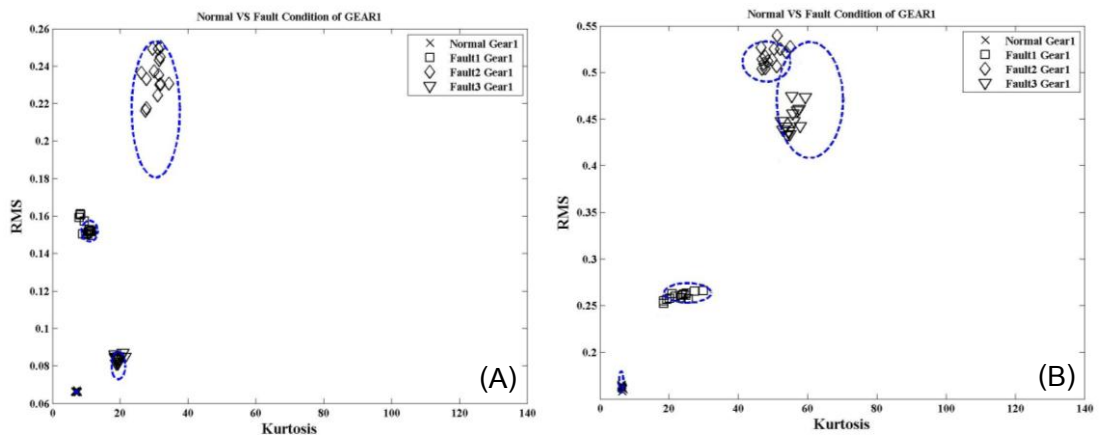 Normal VS Fault Condition of GEAR1
0.26
0.24
0.22
0.2
0.18
0.16
0.14
0.12
0.1
0.08
0.06
RMS
Normal Gear1
Fault1 Gear1
Fault2 Gear1
Fault3 Gear1
(A)
0 20 40 60 80 100 120 140
Kurtosis
Normal VS Fault Condition of GEAR1
0.55
0.5
0.45
0.4
0.35
0.3
0.25
0.2
RMS
Normal Gear1
Fault1 Gear1
Fault2 Gear1
Fault3 Gear1
(B)
0 20 40 60 80 100 120 140
Kurtosis